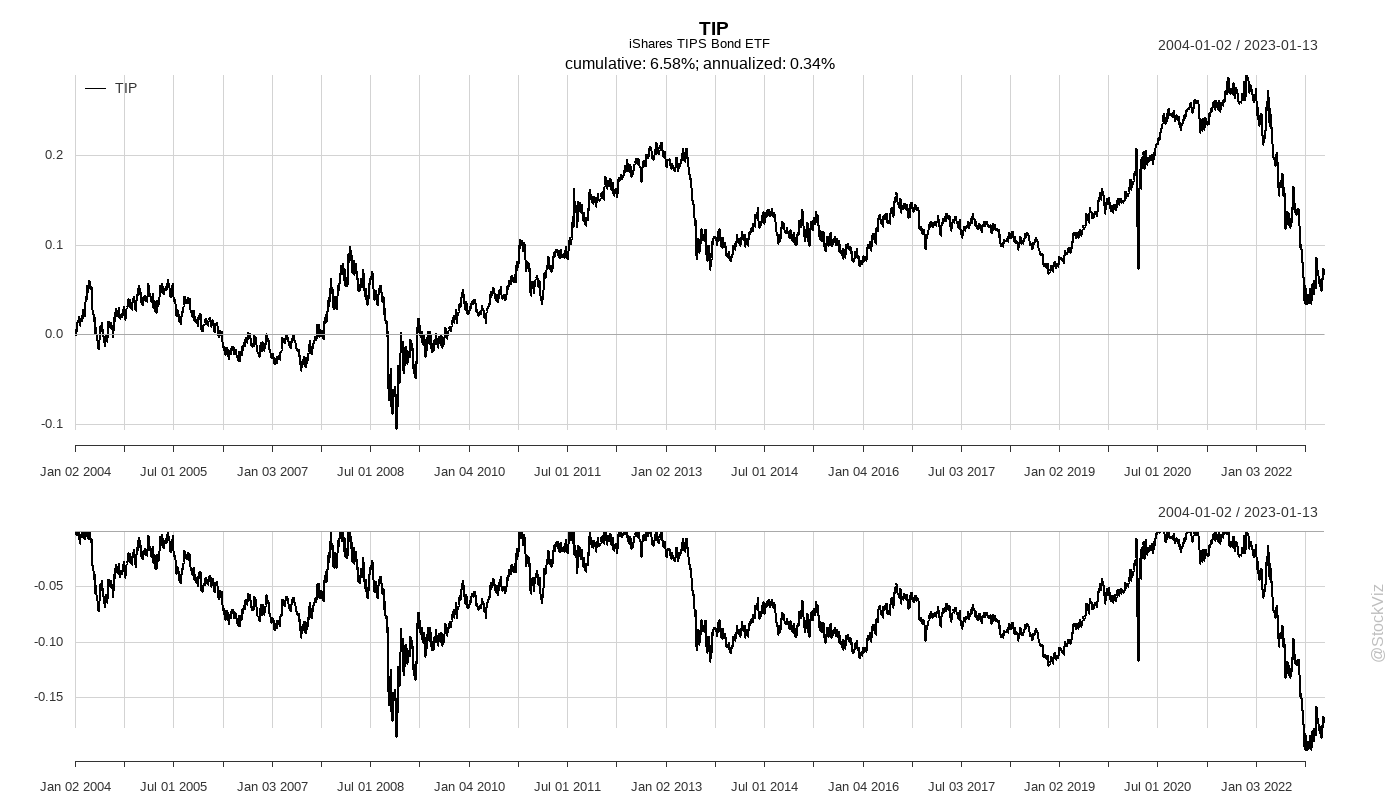 TIP
iShares TIPS Bond ETF
2004-01-02 / 2023-01-13
cumulative: 6.58%; annualized: 0.34%
TIP
0.2
0.1
0.0
-0.1
Jan 02 2004 Jul 01 2005 Jan 03 2007 Jul 01 2008 Jan 04 2010 Jul 01 2011 Jan 02 2013 Jul 01 2014 Jan 04 2016 Jul 03 2017 Jan 02 2019 Jul 01 2020 Jan 03 2022
2004-01-02 / 2023-01-13
-0.05
-0.10
-0.15
Jan 02 2004 Jul 01 2005 Jan 03 2007 Jul 01 2008 Jan 04 2010 Jul 01 2011 Jan 02 2013 Jul 01 2014 Jan 04 2016 Jul 03 2017 Jan 02 2019 Jul 01 2020 Jan 03 2022
@StockViz